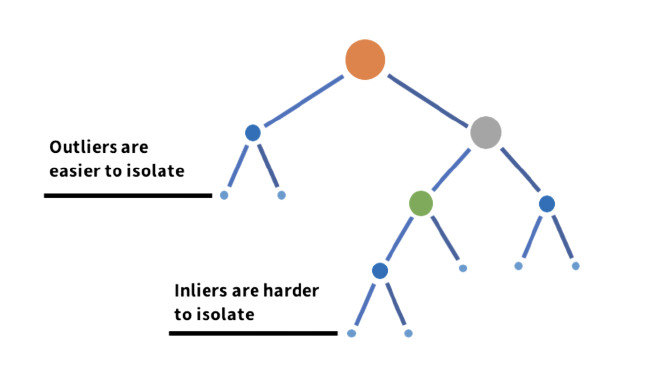 Outliers are
easier to isolate
Inliers are harder
to isolate